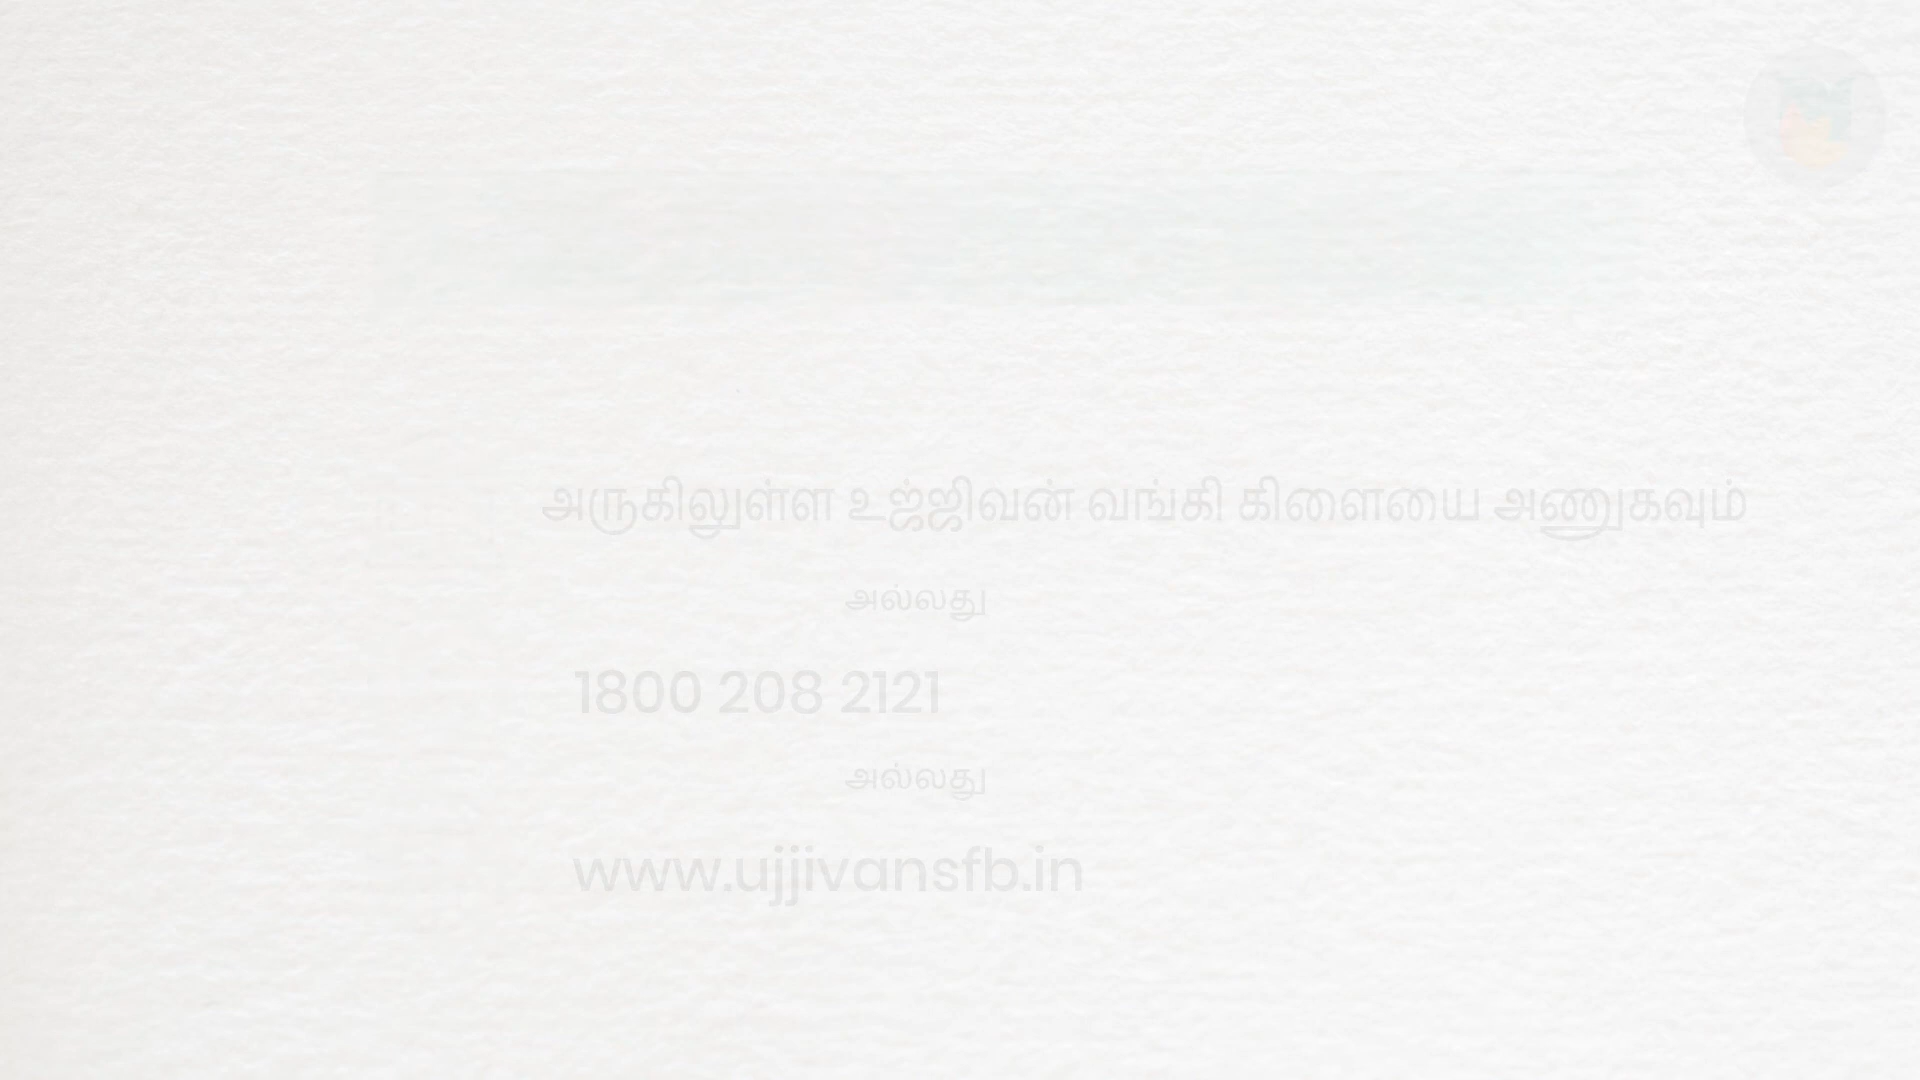 அருகிலுள்ள உஜ்ஜிவன் வங்கி கிளையை அணுகவும்
அல்லது
1800 208 2121
அல்லது
www.ujjivansfb.in